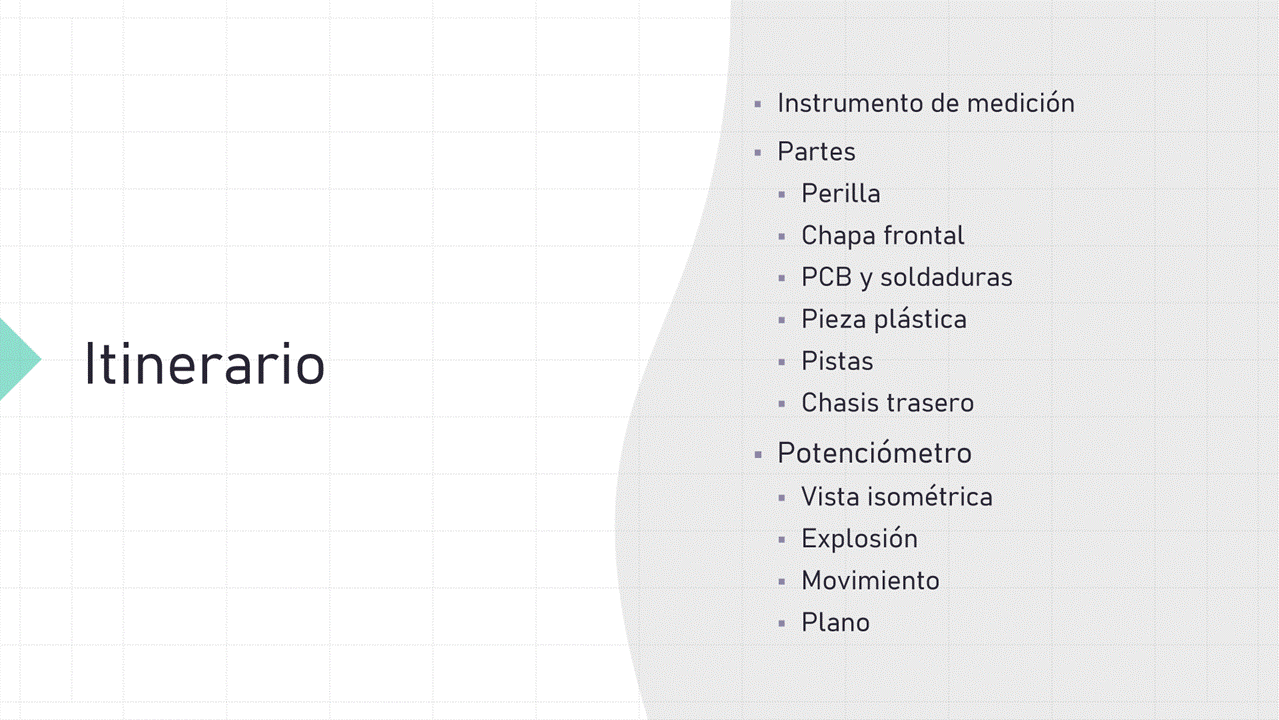 Itinerario
Instrumento de medición
Partes
Perilla
Chapa frontal
PCB y soldaduras
Pieza plástica
Pistas
Chasis trasero
Potenciómetro
Vista isométrica
Explosión
Movimiento
Plano